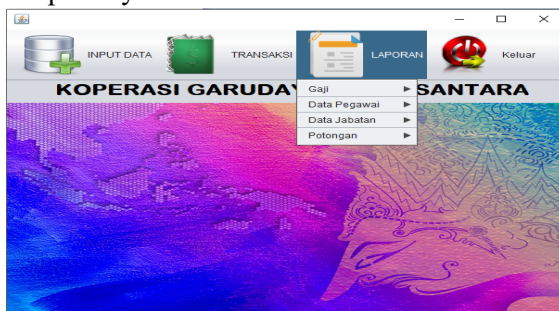 INPUT DATA TRANSAKSI LAPORAN Keluar
KOPERASI GARUDAY SANTARA
Gaji
Data Pegawai
Data Jabatan
Potongan